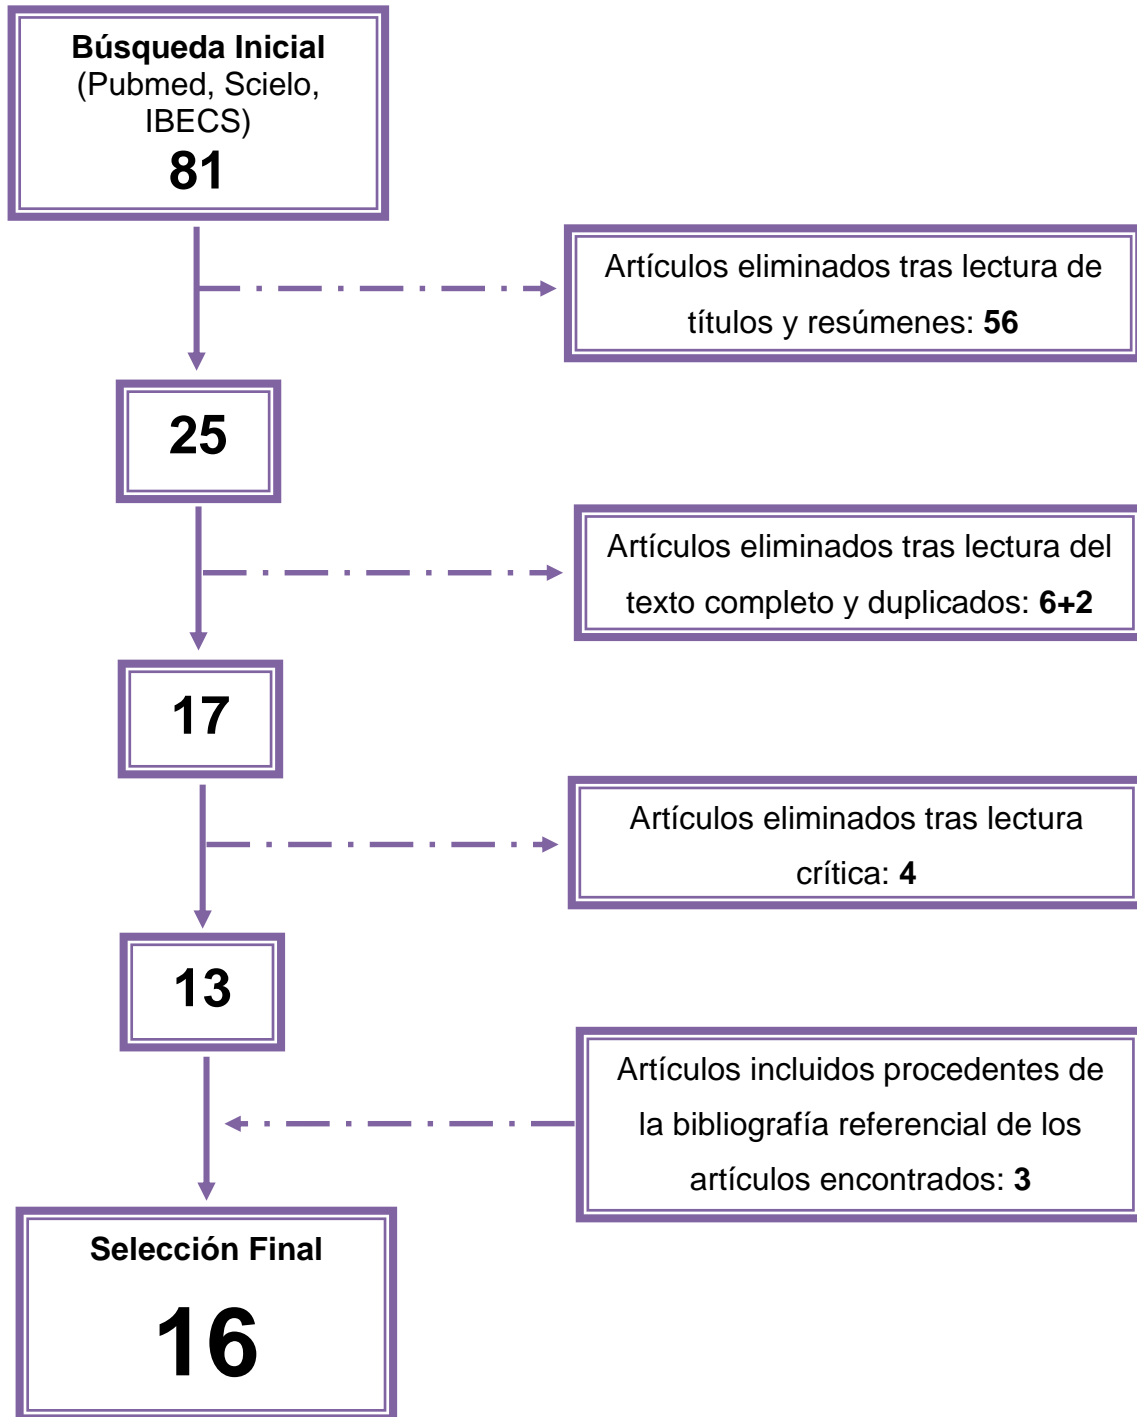 Búsqueda Inicial
(Pubmed, Scielo,
IBECS)
81
Artículos eliminados tras lectura de
títulos y resúmenes: 56
25
Artículos eliminados tras lectura del
texto completo y duplicados: 6+2
17
Artículos eliminados tras lectura
crítica: 4
13
Artículos incluidos procedentes de
la bibliografía referencial de los
artículos encontrados: 3
Selección Final
16